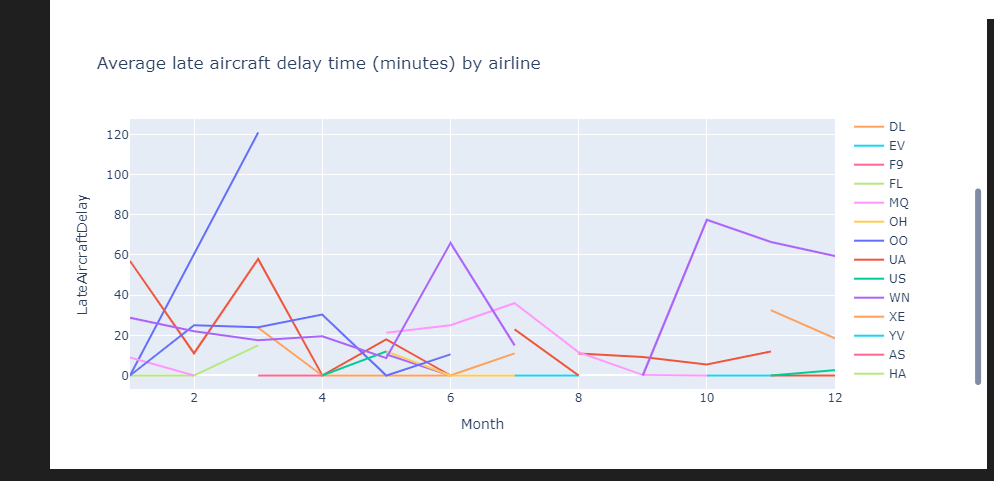 Average late aircraft delay time (minutes) by airline
120
100
80
60
40
20
0
LateAircraftDelay
2 4 6 8 10 12
Month
DL
EV
F9
FL
MQ
OH
OO
UA
US
WN
XE
YV
AS
HA